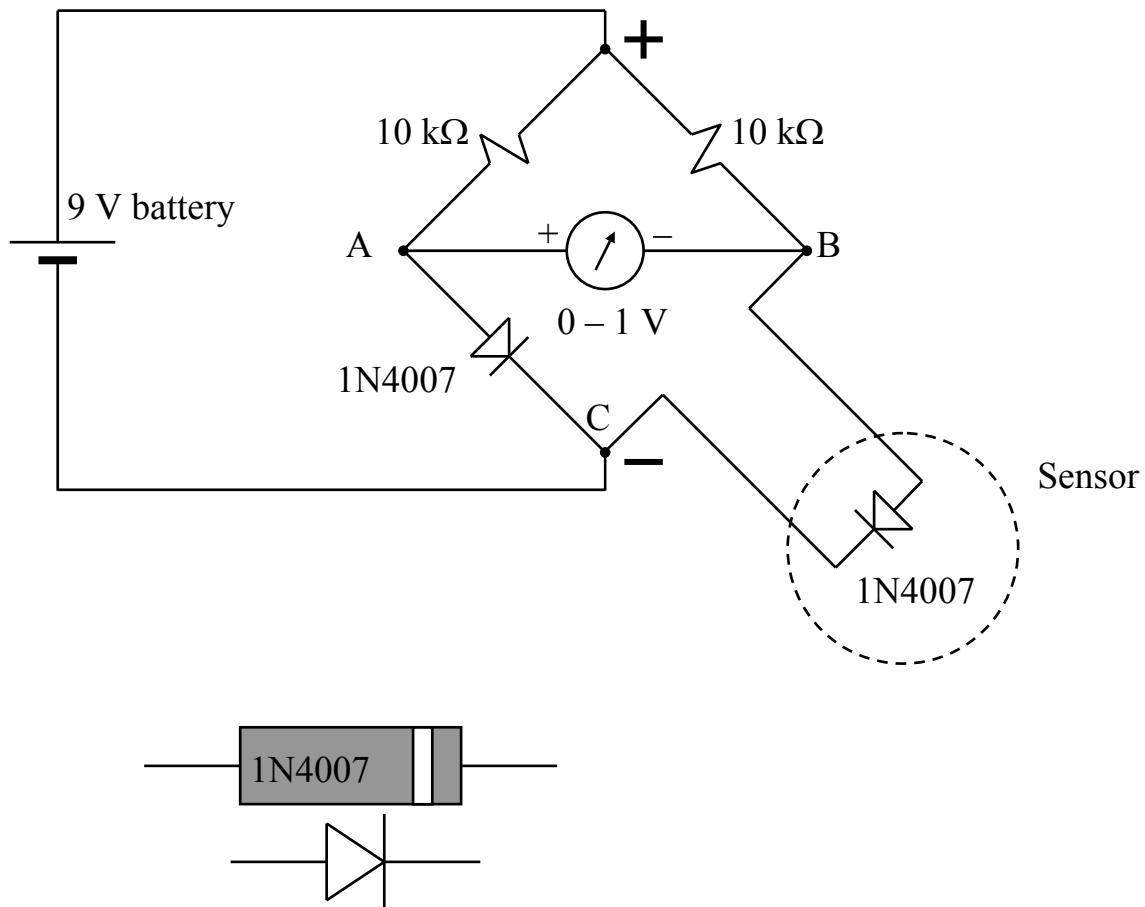 +
10 kΩ
10 kΩ
9 V battery
A
+
–
B
0 – 1 V
1N4007
C
–
Sensor
1N4007
1N4007